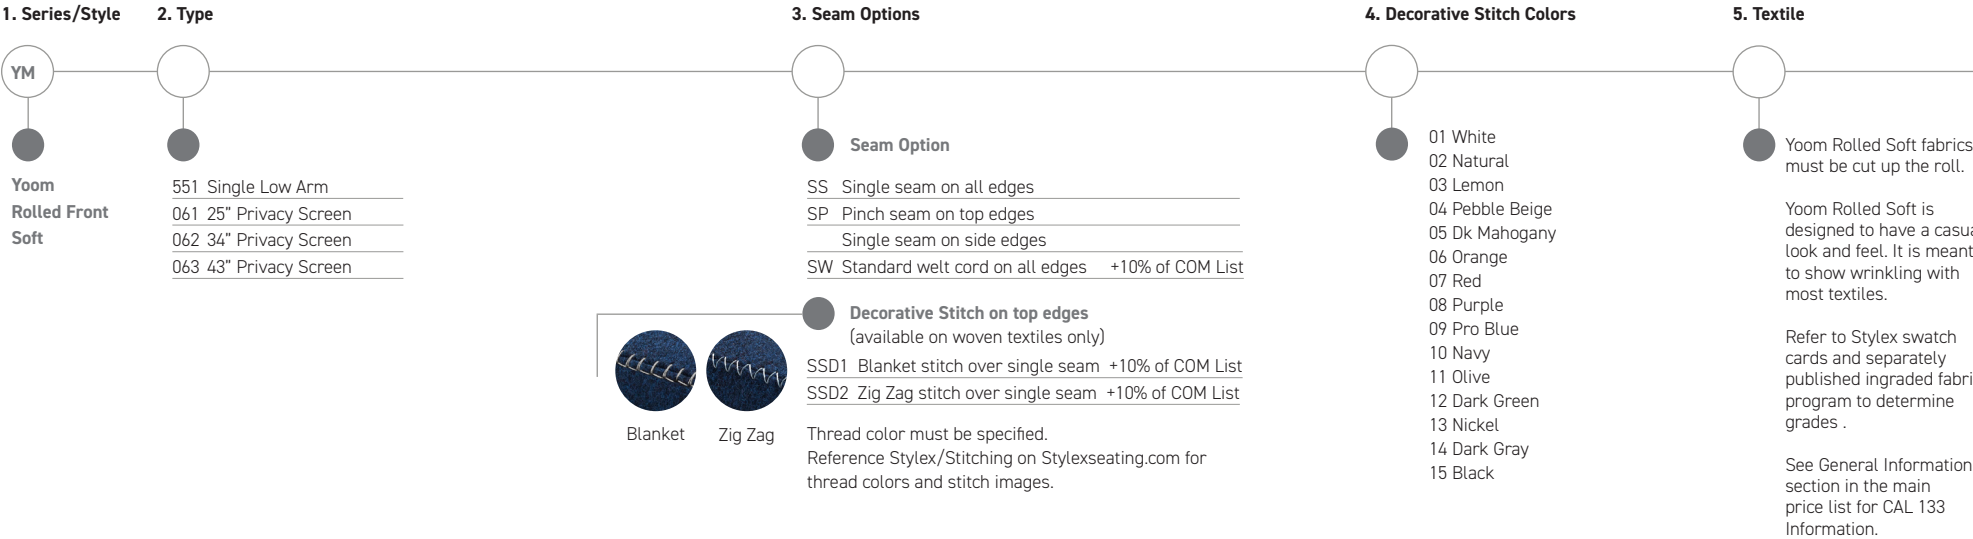 1. Series/Style
YM
Yoom
Rolled Front
Soft
2. Type
551 Single Low Arm
061 25" Privacy Screen
062 34" Privacy Screen
063 43" Privacy Screen
3. Seam Options
Seam Option
SS Single seam on all edges
SP Pinch seam on top edges
Single seam on side edges
SW Standard welt cord on all edges +10% of COM List
Decorative Stitch on top edges
(available on woven textiles only)
SSD1 Blanket stitch over single seam +10% of COM List
SSD2 Zig Zag stitch over single seam +10% of COM List
Blanket Zig Zag
Thread color must be specified.
Reference Stylex/Stitching on Stylexseating.com for
thread colors and stitch images.
4. Decorative Stitch Colors
01 White
02 Natural
03 Lemon
04 Pebble Beige
05 Dk Mahogany
06 Orange
07 Red
08 Purple
09 Pro Blue
10 Navy
11 Olive
12 Dark Green
13 Nickel
14 Dark Gray
15 Black
5. Textile
Yoom Rolled Soft fabrics
must be cut up the roll.
Yoom Rolled Soft is
designed to have a casua
look and feel. It is meant
to show wrinkling with
most textiles.
Refer to Stylex swatch
cards and separately
published ingraded fabri
program to determine
grades .
See General Information
section in the main
price list for CAL 133
Information.